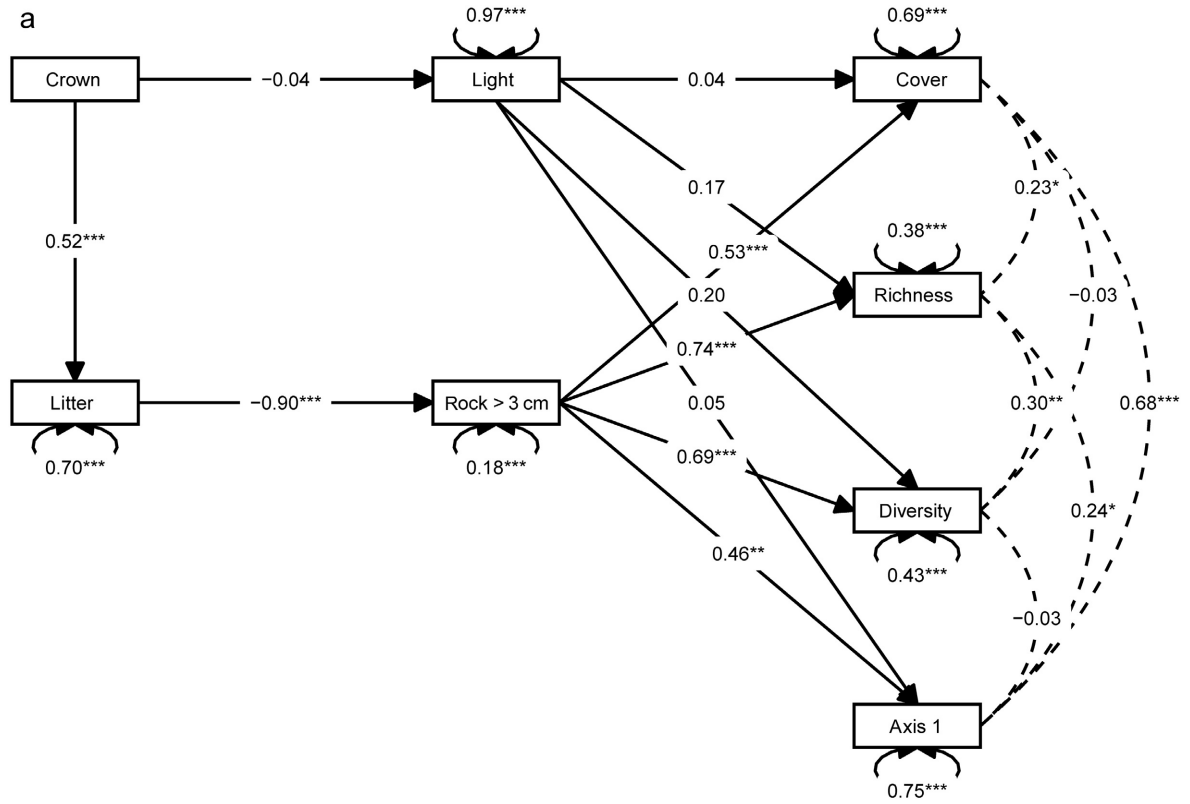 a
0.97***
0.69***
Crown
−0.04
Light
0.04
Cover
0.17
0.23*
0.52***
0.53***
0.38***
0.20
Richness
−0.03
0.74***
Litter
−0.90***
Rock > 3 cm
0.05
0.30**
0.68***
0.70***
0.18***
0.69***
Diversity
0.24*
0.46**
0.43***
−0.03
Axis 1
0.75***